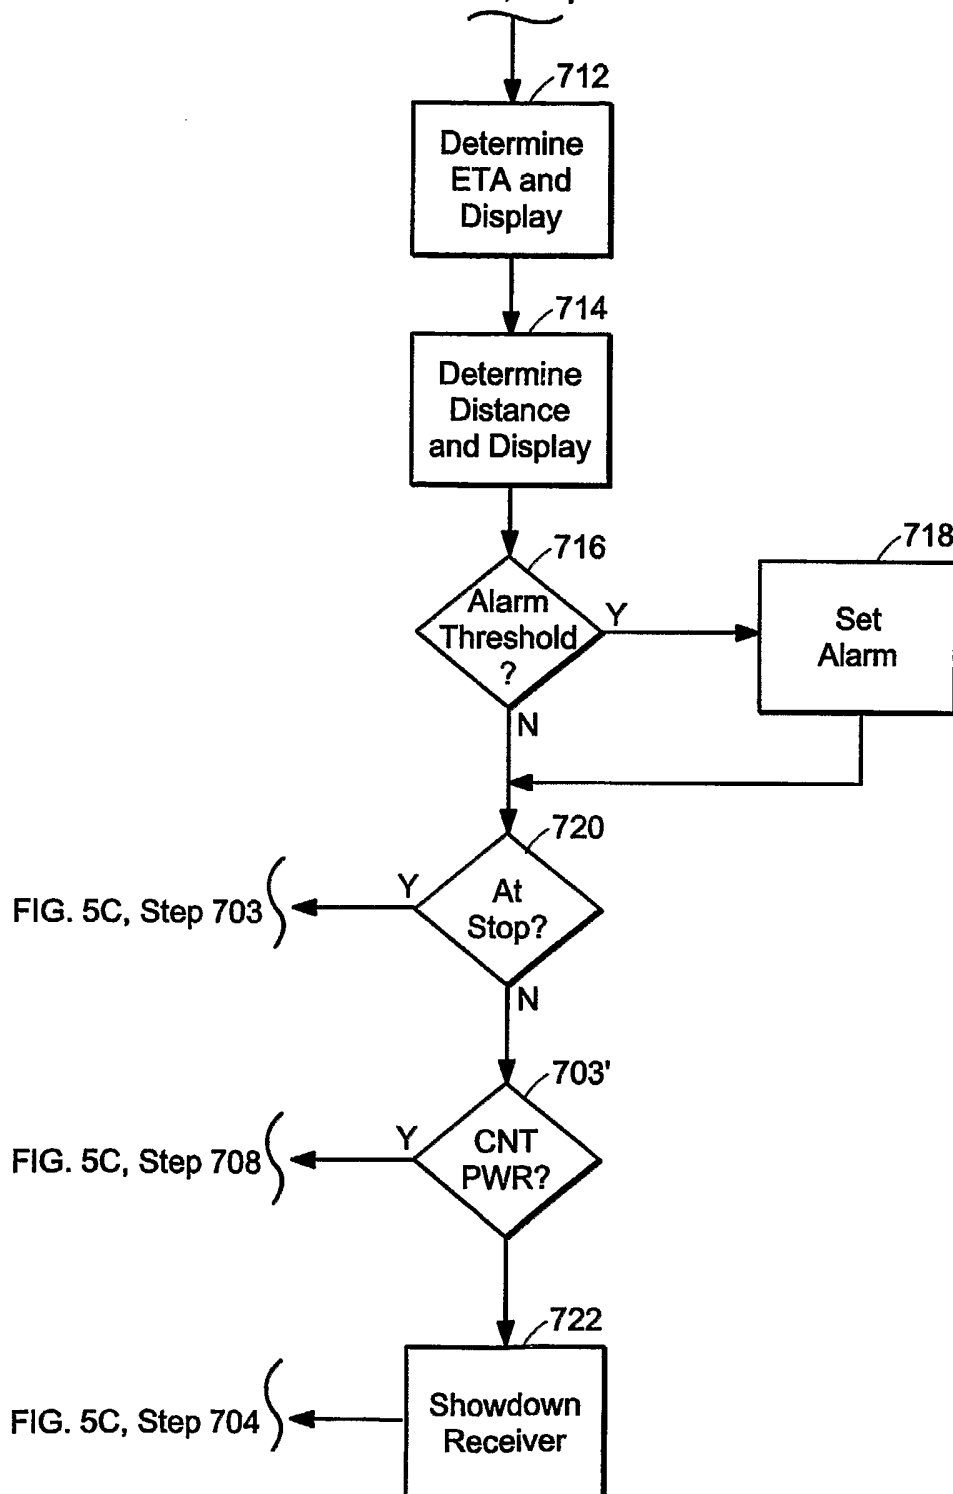 712
Determine
ETA and
Display
714
Determine
Distance
and Display
716
Alarm
Threshold
?
Y
718
Set
Alarm
N
720
FIG. 5C, Step 703
Y
At
Stop?
N
703'
FIG. 5C, Step 708
Y
CNT
PWR?
722
FIG. 5C, Step 704
Showdown
Receiver